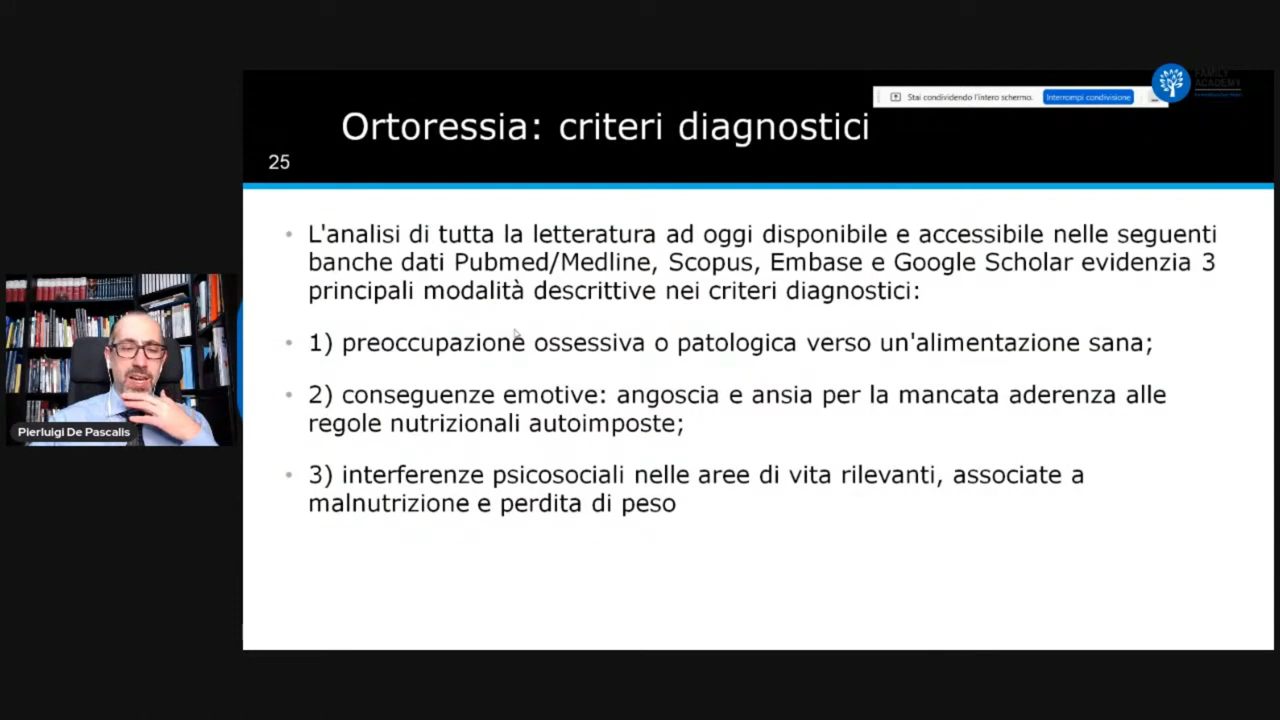 FAMILY
ACADEMY
Stai condividendo l'intero schermo. Interrompi condivisione
Ortoressia: criteri diagnostici
25
• L'analisi di tutta la letteratura ad oggi disponibile e accessibile nelle seguenti
banche dati Pubmed/Medline, Scopus, Embase e Google Scholar evidenzia 3
principali modalità descrittive nei criteri diagnostici:
• 1) preoccupazione ossessiva o patologica verso un'alimentazione sana;
• 2) conseguenze emotive: angoscia e ansia per la mancata aderenza alle
regole nutrizionali autoimposte;
• 3) interferenze psicosociali nelle aree di vita rilevanti, associate a
malnutrizione e perdita di peso
Pierluigi De Pascalis